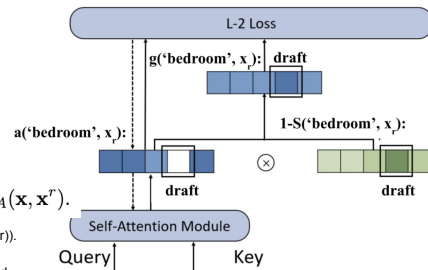 L-2 Loss
g(‘bedroom’, x_r): draft
a(‘bedroom’, x_r): 1-S(‘bedroom’, x_r):
⊗
draft draft
A(𝐱, 𝐱^r).
Self-Attention Module
r)).
Query Key